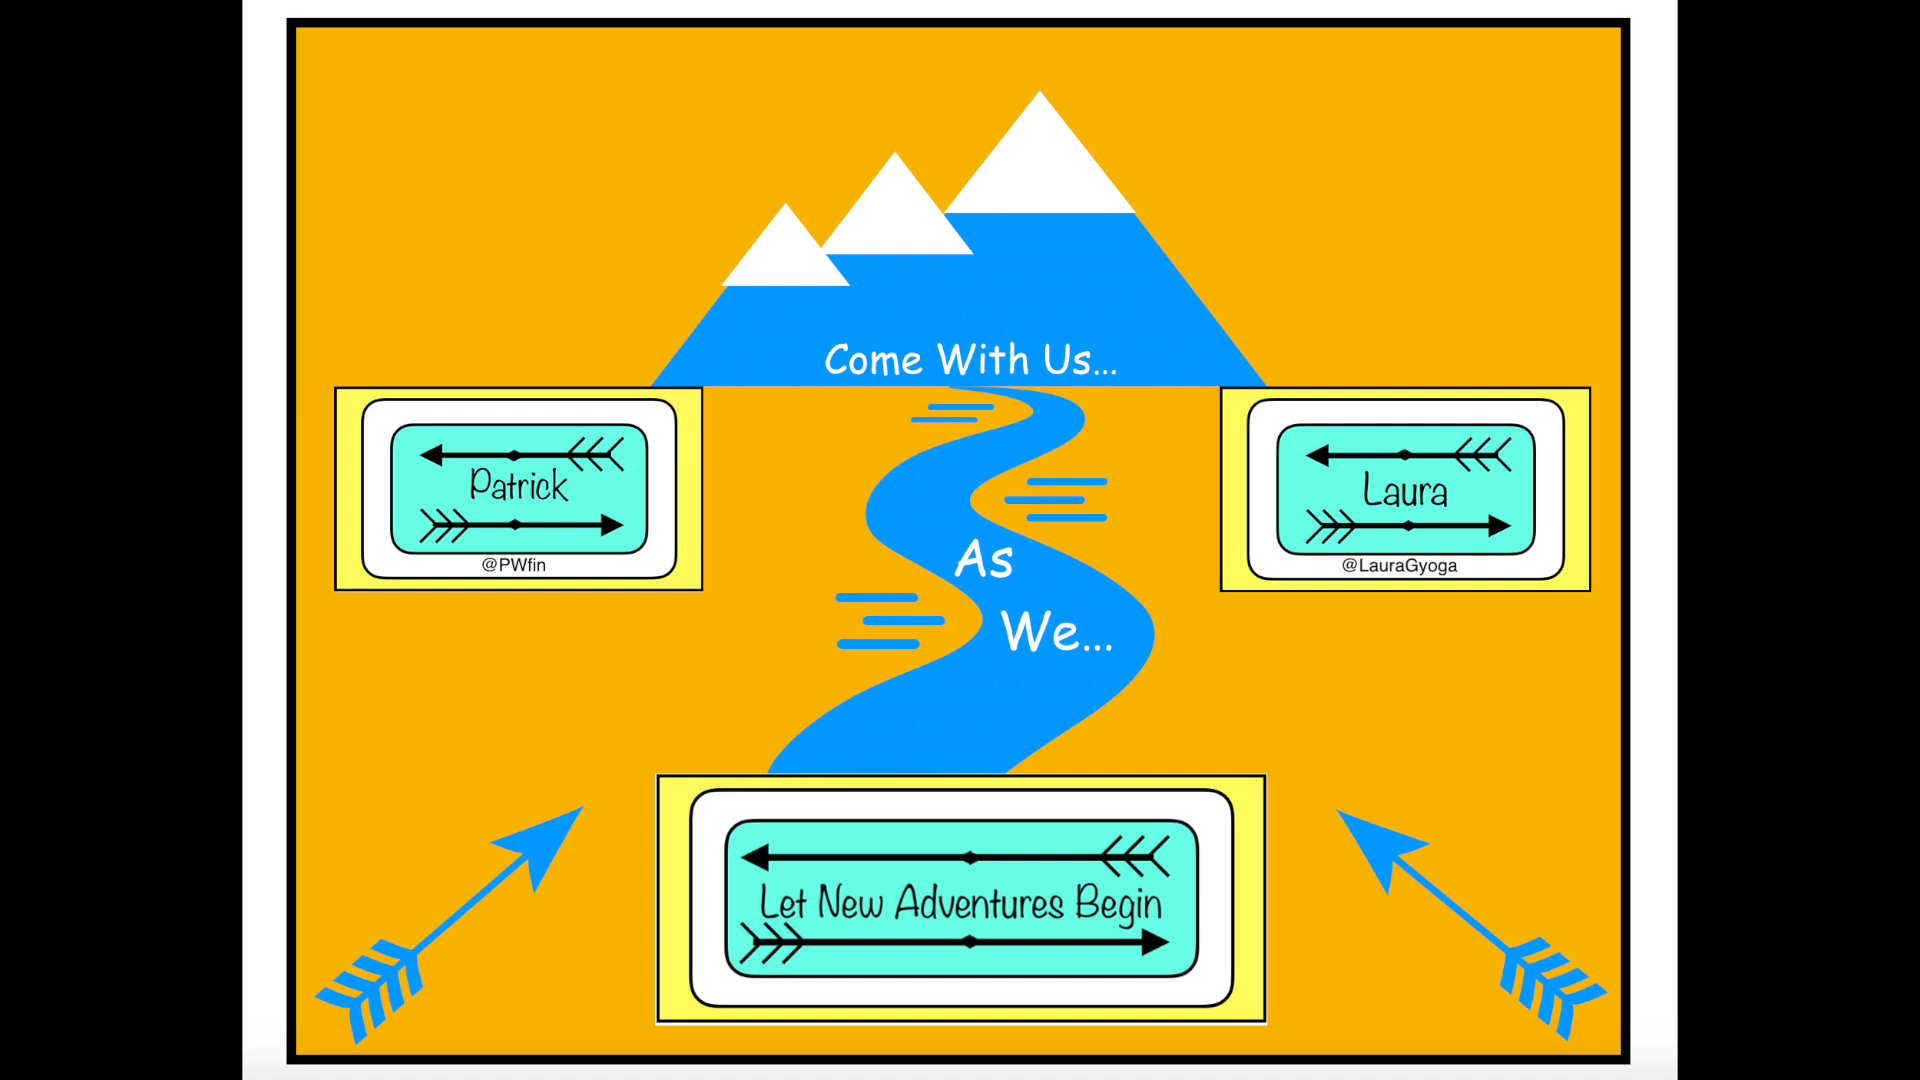 Come With Us...
Patrick
@PWfin
Laura
@LauraGyoga
As
We...
Let New Adventures Begin